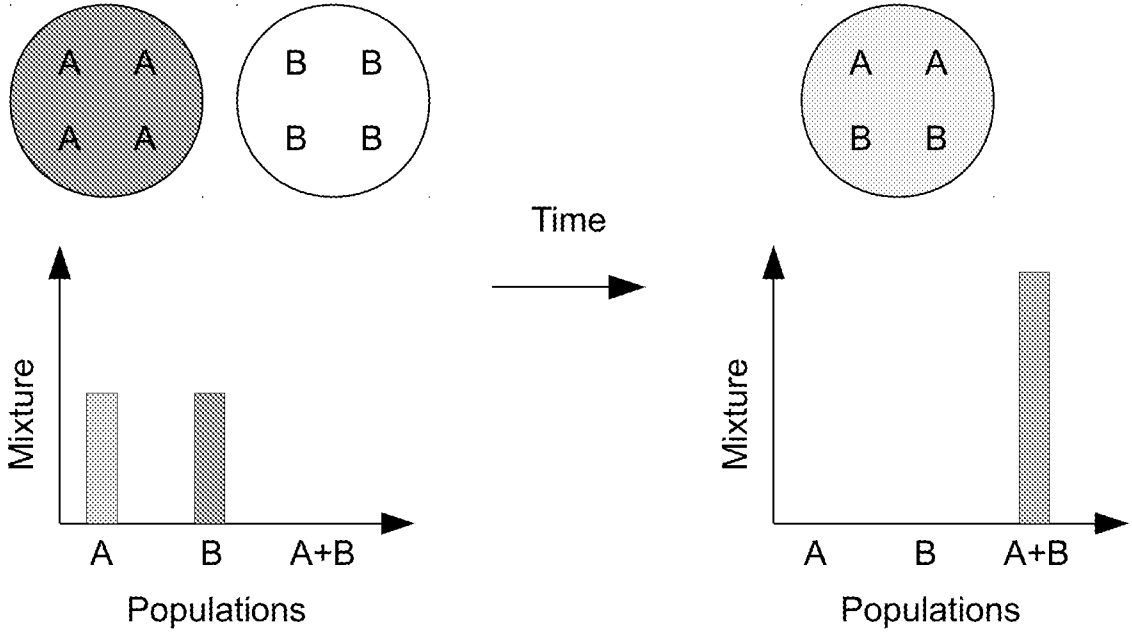 A A B B A A
A A B B B B
Time
Mixture
Mixture
A B A+B
A B A+B
Populations
Populations